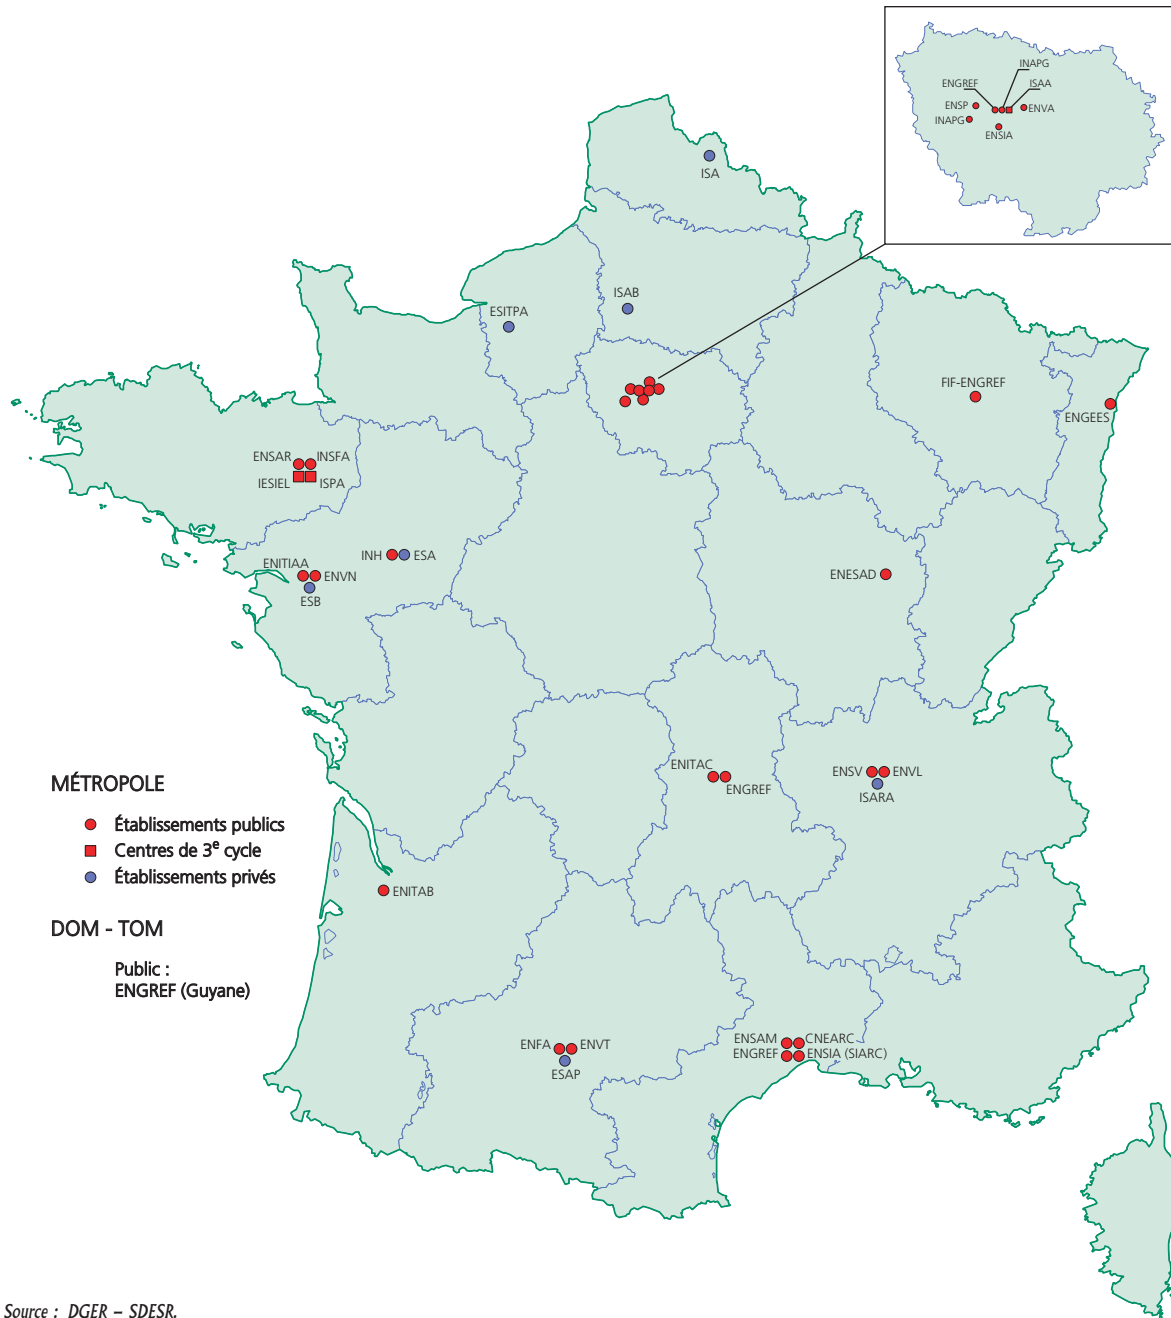 INAPG
ENGREF
ISAA
ENSP
ENVA
INAPG
ENSIA
ISA
ISAB
ESITPA
FIF-ENGREF
ENGEES
ENSAR INSFA
IESIEL ISPA
INH ESA
ENITIAA
ENVN
ESB
ENESAD
ENITAC
ENGREF
ENSV ENVL
ISARA
MÉTROPOLE
Établissements publics
Centres de 3e cycle
Établissements privés
ENITAB
DOM - TOM
Public :
ENGREF (Guyane)
ENFA ENVT
ESAP
ENSAM CNEARC
ENGREF ENSIA (SIARC)
Source : DGER – SDESR.